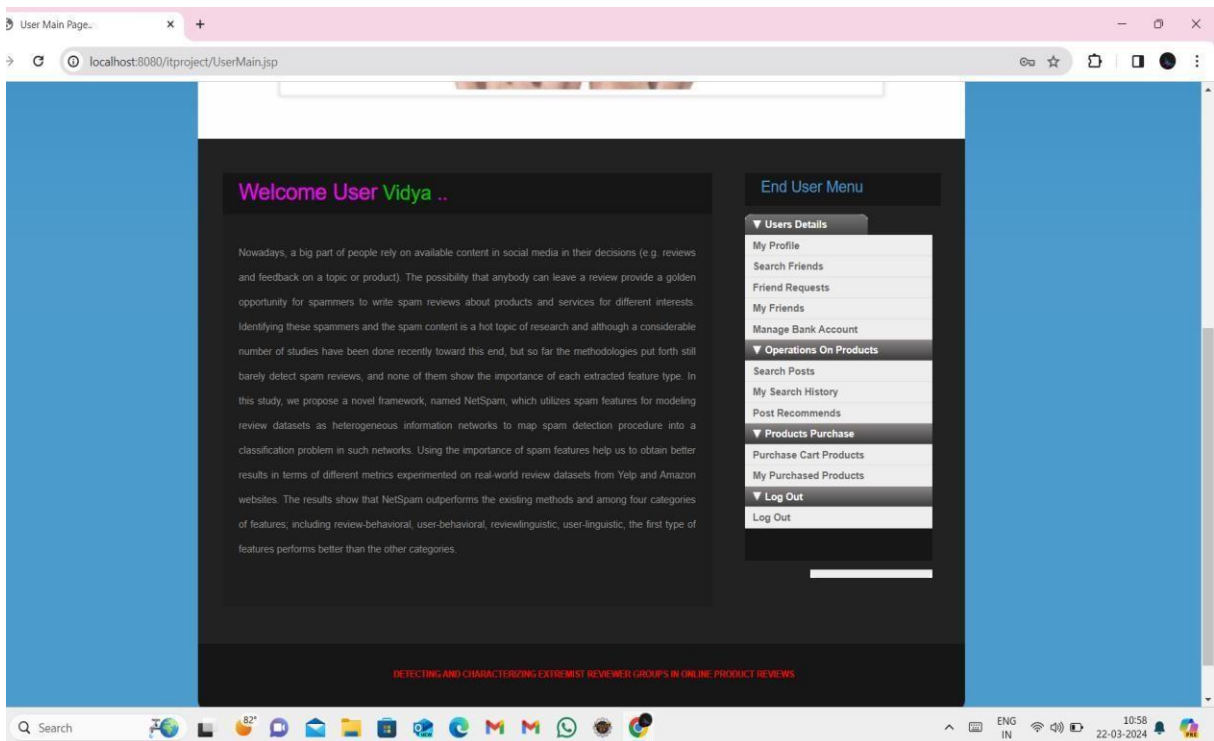 User Main Page..
localhost:8080/itproject/UserMain.jsp
Welcome User Vidya ..
Nowadays, a big part of people rely on available content in social media in their decisions (e.g. reviews
and feedback on a topic or product). The possibility that anybody can leave a review provide a golden
opportunity for spammers to write spam reviews about products and services for different interests.
Identifying these spammers and the spam content is a hot topic of research and although a considerable
number of studies have been done recently toward this end, but so far the methodologies put forth still
barely detect spam reviews, and none of them show the importance of each extracted feature type. In
this study, we propose a novel framework, named NetSpam, which utilizes spam features for modeling
review datasets as heterogeneous information networks to map spam detection procedure into a
classification problem in such networks. Using the importance of spam features help us to obtain better
results in terms of different metrics experimented on real-world review datasets from Yelp and Amazon
websites. The results show that NetSpam outperforms the existing methods and among four categories
of features; including review-behavioral, user-behavioral, reviewlinguistic, user-linguistic, the first type of
features performs better than the other categories.
End User Menu
▼ Users Details
My Profile
Search Friends
Friend Requests
My Friends
Manage Bank Account
▼ Operations On Products
Search Posts
My Search History
Post Recommends
▼ Products Purchase
Purchase Cart Products
My Purchased Products
▼ Log Out
Log Out
DETECTING AND CHARACTERIZING EXTREMIST REVIEWER GROUPS IN ONLINE PRODUCT REVIEWS
Search
82°
ENG
IN
10:58
22-03-2024
PRE